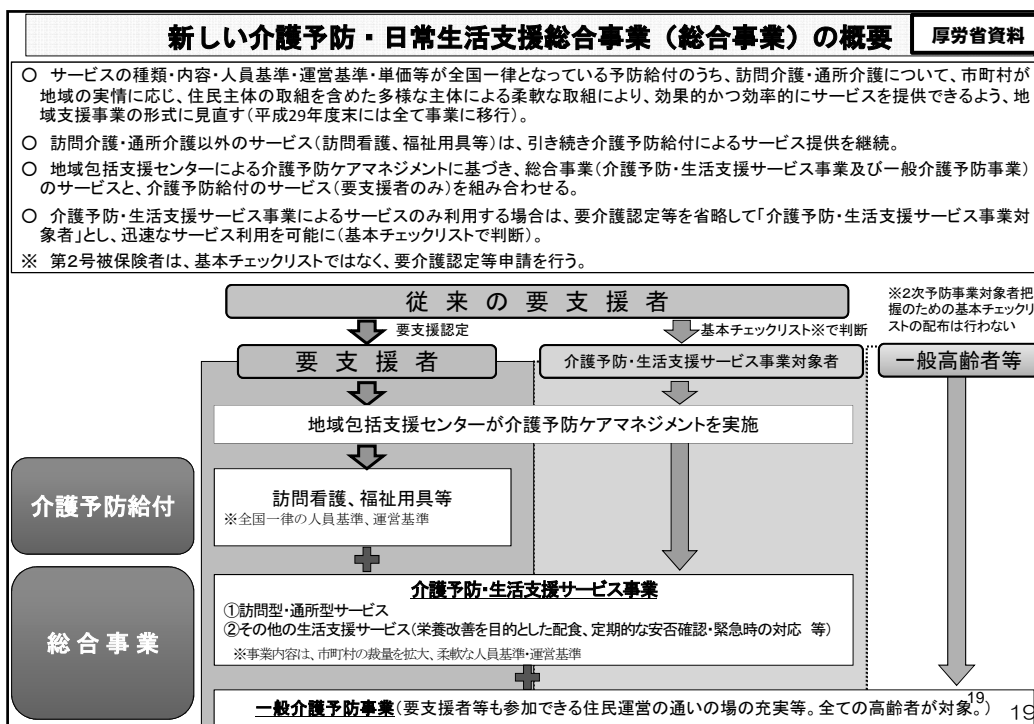 新しい介護予防・日常生活支援総合事業（総合事業）の概要
厚労省資料
○　サービスの種類・内容・人員基準・運営基準・単価等が全国一律となっている予防給付のうち、訪問介護・通所介護について、市町村が
地域の実情に応じ、住民主体の取組を含めた多様な主体による柔軟な取組により、効果的かつ効率的にサービスを提供できるよう、地
域支援事業の形式に見直す（平成29年度末には全て事業に移行）。
○　訪問介護・通所介護以外のサービス（訪問看護、福祉用具等）は、引き続き介護予防給付によるサービス提供を継続。
○　地域包括支援センターによる介護予防ケアマネジメントに基づき、総合事業（介護予防・生活支援サービス事業及び一般介護予防事業）
のサービスと、介護予防給付のサービス（要支援者のみ）を組み合わせる。
○　介護予防・生活支援サービス事業によるサービスのみ利用する場合は、要介護認定等を省略して「介護予防・生活支援サービス事業対
象者」とし、迅速なサービス利用を可能に（基本チェックリストで判断）。
※　第２号被保険者は、基本チェックリストではなく、要介護認定等申請を行う。
従来の要支援者
※２次予防事業対象者把
握のための基本チェックリ
ストの配布は行わない
要支援認定
基本チェックリスト※で判断
要支援者
介護予防・生活支援サービス事業対象者
一般高齢者等
地域包括支援センターが介護予防ケアマネジメントを実施
介護予防給付
訪問看護、福祉用具等
※全国一律の人員基準、運営基準
総合事業
介護予防・生活支援サービス事業
①訪問型・通所型サービス
②その他の生活支援サービス（栄養改善を目的とした配食、定期的な安否確認・緊急時の対応　等）
※事業内容は、市町村の裁量を拡大、柔軟な人員基準・運営基準
一般介護予防事業（要支援者等も参加できる住民運営の通いの場の充実等。全ての高齢者が対象。）
19
19